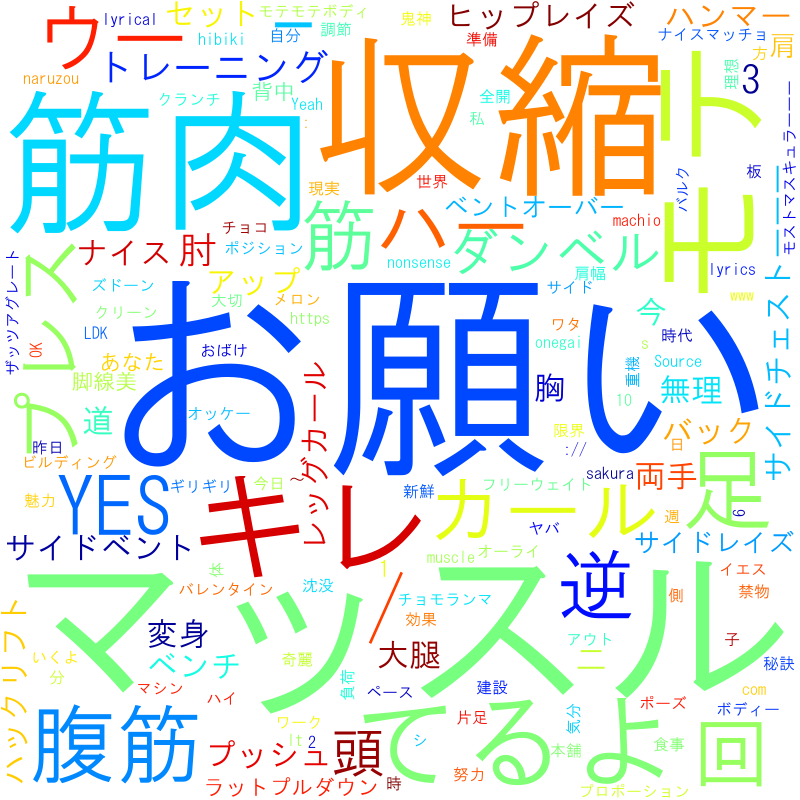 lyrical
セット
モテモテボディ
鬼神
ヒップレイズ
ハンマー
ウー
hibiki
自分
調節
準備
ナイスマッチョ
肩
方
naruzou
トレーニング
クランチ
背中
Yeah
:
全開
私
理想
3
筋肉
収縮
モテ
現実
世界
板
バルク
モストマスキュラーーー
チョコ
筋
ハー
ベントオーバー
machio
ナイス
肘
ポジション
nonsense
ダンベル
肩幅
lyrics
ザッツアグレート
プレス
ズドーン
アップ
大切
メロン
サイド
www
クリーン
https
LDK
ワタ
今
s
onegai
時代
サイドチェストーーー
OK
おばけ
お願い
あなた
脚線美
胸
重機
Source
無理
道
オッケー
レッグカール
10
昨日
限界
://
バック
日
ビルディング
YES
ギリギリ
今日
~
キレ
新鮮
カール
フリーウェイト
sakura
両手
足
6
魅力
サイドベント
ヤバ
週
サイドレイズ
muscle
オーライ
1
体
バレンタイン
沈没
/
チョモランマ
逆
マッスル
イエス
禁物
側
ハックリフト
変身
効果
アウト
子
いくよ
分
ベンチ
奇麗
大腿
二
秘訣
マシン
ハイ
負荷
ペース
建設
com
腹筋
ワーク
プッシュ
頭
てるよ
気分
ポーズ
ボディー
回
lt
2
シ
片足
本舗
食事
ラットプルダウン
時
努力
プロポーション